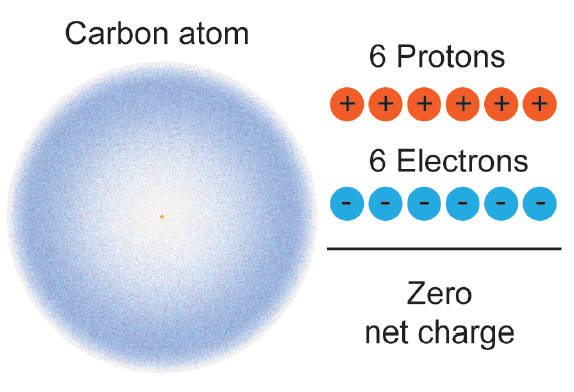 Carbon atom
6 Protons
+ + + + + +
6 Electrons
- - - - - -
Zero
net charge